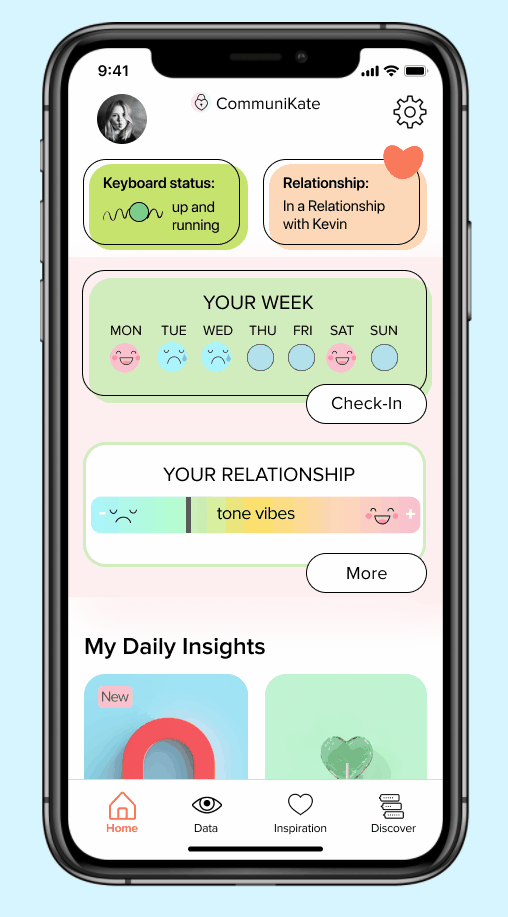 9:41
CommuniKate
Keyboard status:
up and
running
Relationship:
In a Relationship
with Kevin
YOUR WEEK
MON TUE WED THU FRI SAT SUN
Check-In
YOUR RELATIONSHIP
- tone vibes +
More
My Daily Insights
New
Home Data Inspiration Discover